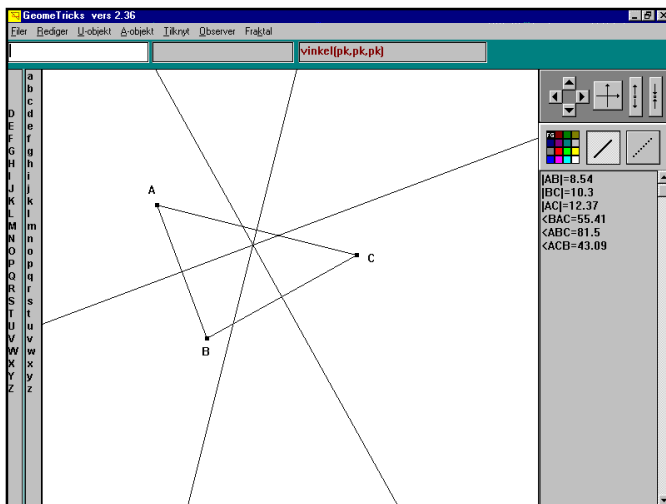 GeomeTricks vers 2.36
Filer Rediger U-objekt A-objekt Tilknyt Observer Fraktal
vinkel(pk,pk,pk)
a
b
c
D d
E e
F f
G g
H h
I i
J j
K k
L l
M m
N n
O o
P p
Q q
R r
S s
T t
U u
V v
W w
X x
Y y
Z z
A
B
C
FG
|AB|=8.54
|BC|=10.3
|AC|=12.37
<BAC=55.41
<ABC=81.5
<ACB=43.09